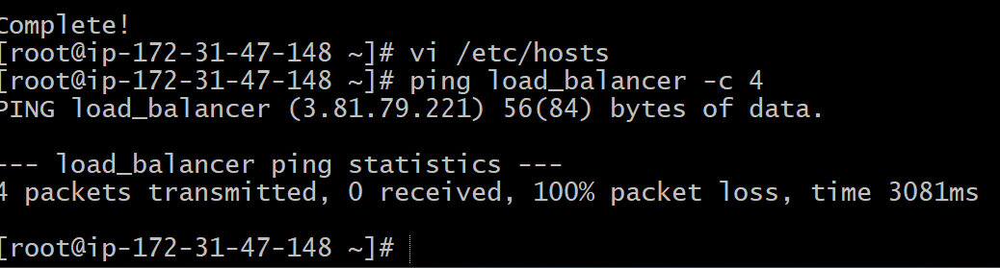 Complete!
[root@ip-172-31-47-148 ~]# vi /etc/hosts
[root@ip-172-31-47-148 ~]# ping load_balancer -c 4
PING load_balancer (3.81.79.221) 56(84) bytes of data.
--- load_balancer ping statistics ---
4 packets transmitted, 0 received, 100% packet loss, time 3081ms
[root@ip-172-31-47-148 ~]#